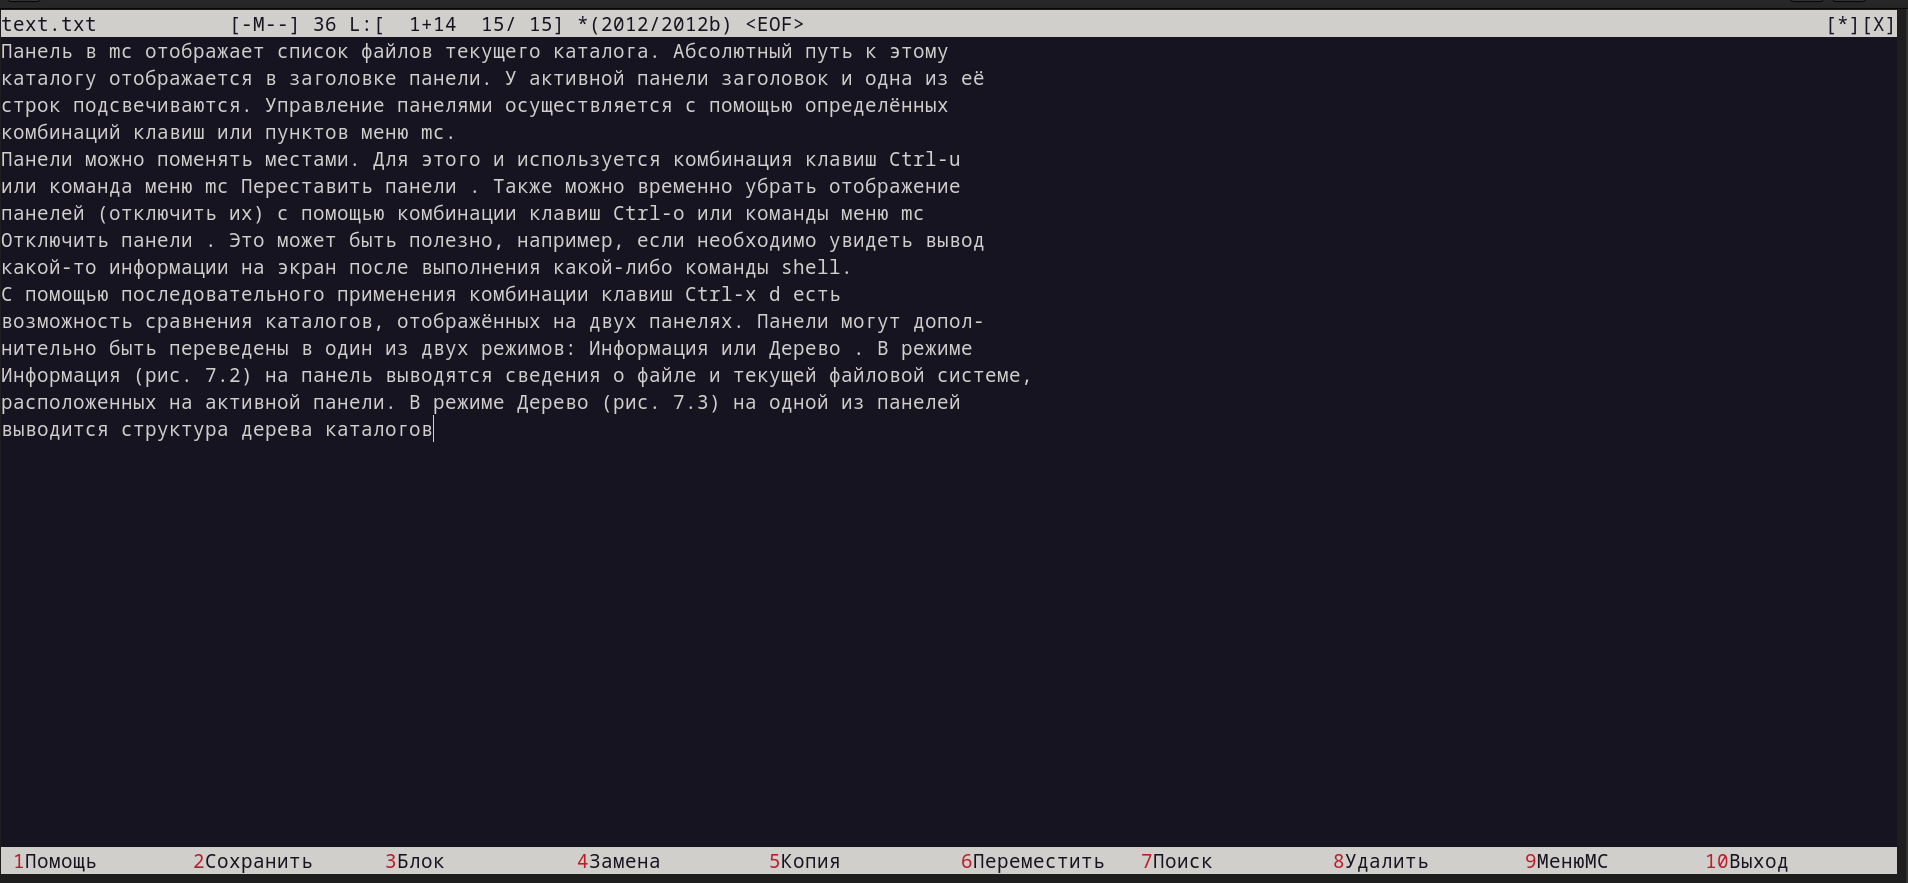 text.txt [-M--] 36 L:[ 1+14 15/ 15] *(2012/2012b) <EOF> [*][X]
Панель в mc отображает список файлов текущего каталога. Абсолютный путь к этому
каталогу отображается в заголовке панели. У активной панели заголовок и одна из её
строк подсвечиваются. Управление панелями осуществляется с помощью определённых
комбинаций клавиш или пунктов меню mc.
Панели можно поменять местами. Для этого и используется комбинация клавиш Ctrl-u
или команда меню mc Переставить панели . Также можно временно убрать отображение
панелей (отключить их) с помощью комбинации клавиш Ctrl-o или команды меню mc
Отключить панели . Это может быть полезно, например, если необходимо увидеть вывод
какой-то информации на экран после выполнения какой-либо команды shell.
С помощью последовательного применения комбинации клавиш Ctrl-x d есть
возможность сравнения каталогов, отображённых на двух панелях. Панели могут допол-
нительно быть переведены в один из двух режимов: Информация или Дерево . В режиме
Информация (рис. 7.2) на панель выводятся сведения о файле и текущей файловой системе,
расположенных на активной панели. В режиме Дерево (рис. 7.3) на одной из панелей
выводится структура дерева каталогов
1Помощь 2Сохранить 3Блок 4Замена 5Копия 6Переместить 7Поиск 8Удалить 9МенюМС 10Выход